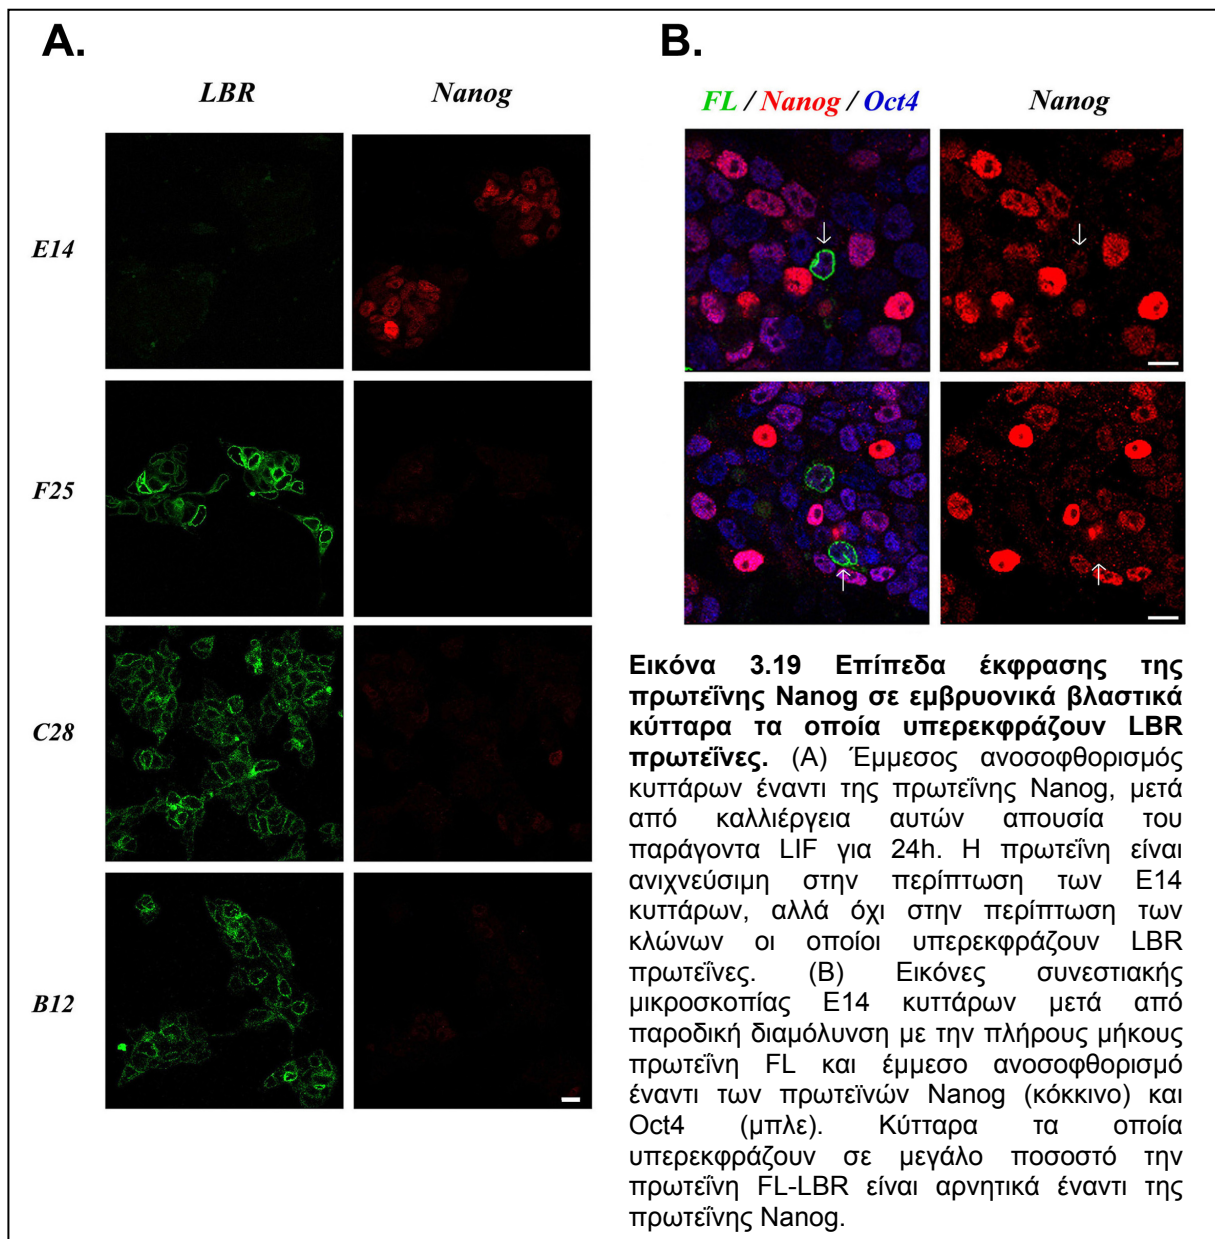 A.
LBR Nanog
E14
F25
C28
B12
B.
FL / Nanog / Oct4 Nanog
Εικόνα 3.19 Επίπεδα έκφρασης της
πρωτεΐνης Nanog σε εμβρυονικά βλαστικά
κύτταρα τα οποία υπερεκφράζουν LBR
πρωτεΐνες. (Α) Έμμεσος ανοσοφθορισμός
κυττάρων έναντι της πρωτεΐνης Nanog, μετά
από καλλιέργεια αυτών απουσία του
παράγοντα LIF για 24h. Η πρωτεΐνη είναι
ανιχνεύσιμη στην περίπτωση των Ε14
κυττάρων, αλλά όχι στην περίπτωση των
κλώνων οι οποίοι υπερεκφράζουν LBR
πρωτεΐνες. (Β) Εικόνες συνεστιακής
μικροσκοπίας Ε14 κυττάρων μετά από
παροδική διαμόλυνση με την πλήρους μήκους
πρωτεΐνη FL και έμμεσο ανοσοφθορισμό
έναντι των πρωτεϊνών Nanog (κόκκινο) και
Oct4 (μπλε). Κύτταρα τα οποία
υπερεκφράζουν σε μεγάλο ποσοστό την
πρωτεΐνη FL-LBR είναι αρνητικά έναντι της
πρωτεΐνης Nanog.